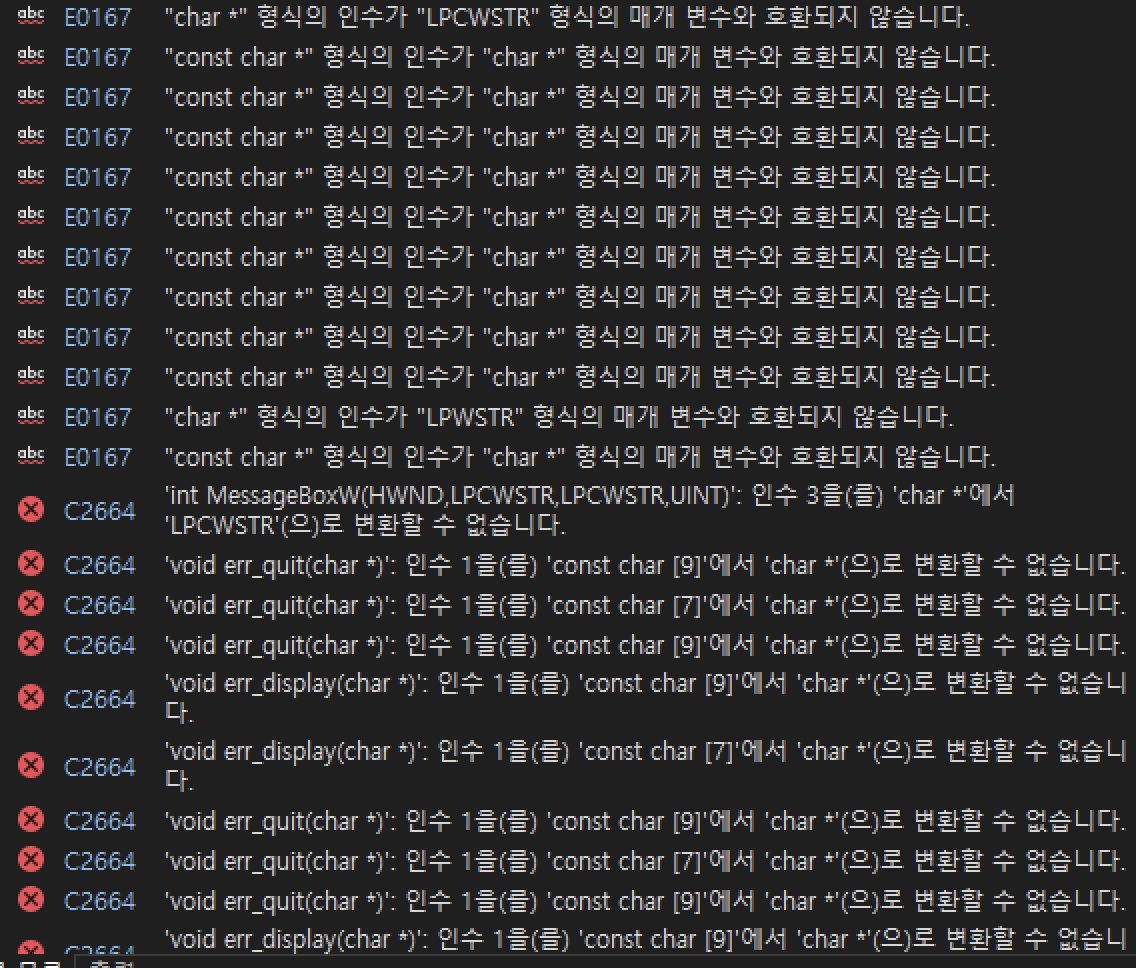 abc E0167 "char *" 형식의 인수가 "LPCWSTR" 형식의 매개 변수와 호환되지 않습니다.
abc E0167 "const char *" 형식의 인수가 "char *" 형식의 매개 변수와 호환되지 않습니다.
abc E0167 "const char *" 형식의 인수가 "char *" 형식의 매개 변수와 호환되지 않습니다.
abc E0167 "const char *" 형식의 인수가 "char *" 형식의 매개 변수와 호환되지 않습니다.
abc E0167 "const char *" 형식의 인수가 "char *" 형식의 매개 변수와 호환되지 않습니다.
abc E0167 "const char *" 형식의 인수가 "char *" 형식의 매개 변수와 호환되지 않습니다.
abc E0167 "const char *" 형식의 인수가 "char *" 형식의 매개 변수와 호환되지 않습니다.
abc E0167 "const char *" 형식의 인수가 "char *" 형식의 매개 변수와 호환되지 않습니다.
abc E0167 "const char *" 형식의 인수가 "char *" 형식의 매개 변수와 호환되지 않습니다.
abc E0167 "const char *" 형식의 인수가 "char *" 형식의 매개 변수와 호환되지 않습니다.
abc E0167 "char *" 형식의 인수가 "LPWSTR" 형식의 매개 변수와 호환되지 않습니다.
abc E0167 "const char *" 형식의 인수가 "char *" 형식의 매개 변수와 호환되지 않습니다.
C2664 'int MessageBoxW(HWND,LPCWSTR,LPCWSTR,UINT)': 인수 3을(를) 'char *'에서
'LPCWSTR'(으)로 변환할 수 없습니다.
C2664 'void err_quit(char *)': 인수 1을(를) 'const char [9]'에서 'char *'(으)로 변환할 수 없습니다.
C2664 'void err_quit(char *)': 인수 1을(를) 'const char [7]'에서 'char *'(으)로 변환할 수 없습니다.
C2664 'void err_quit(char *)': 인수 1을(를) 'const char [9]'에서 'char *'(으)로 변환할 수 없습니다.
C2664 'void err_display(char *)': 인수 1을(를) 'const char [9]'에서 'char *'(으)로 변환할 수 없습니
다.
C2664 'void err_display(char *)': 인수 1을(를) 'const char [7]'에서 'char *'(으)로 변환할 수 없습니
다.
C2664 'void err_quit(char *)': 인수 1을(를) 'const char [9]'에서 'char *'(으)로 변환할 수 없습니다.
C2664 'void err_quit(char *)': 인수 1을(를) 'const char [7]'에서 'char *'(으)로 변환할 수 없습니다.
C2664 'void err_quit(char *)': 인수 1을(를) 'const char [9]'에서 'char *'(으)로 변환할 수 없습니다.
C2664 'void err_display(char *)': 인수 1을(를) 'const char [9]'에서 'char *'(으)로 변환할 수 없습니